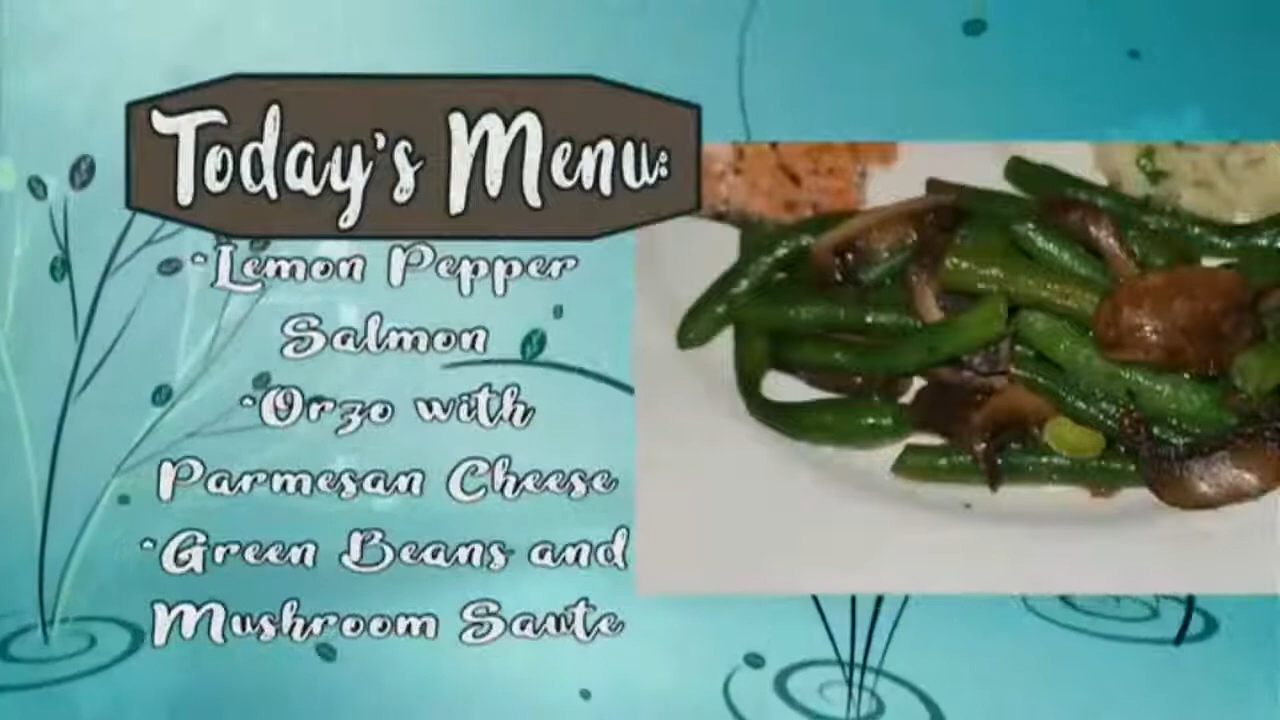 Today's Menu:
•Lemon Pepper
Salmon
•Orzo with
Parmesan Cheese
•Green Beans and
Mushroom Saute